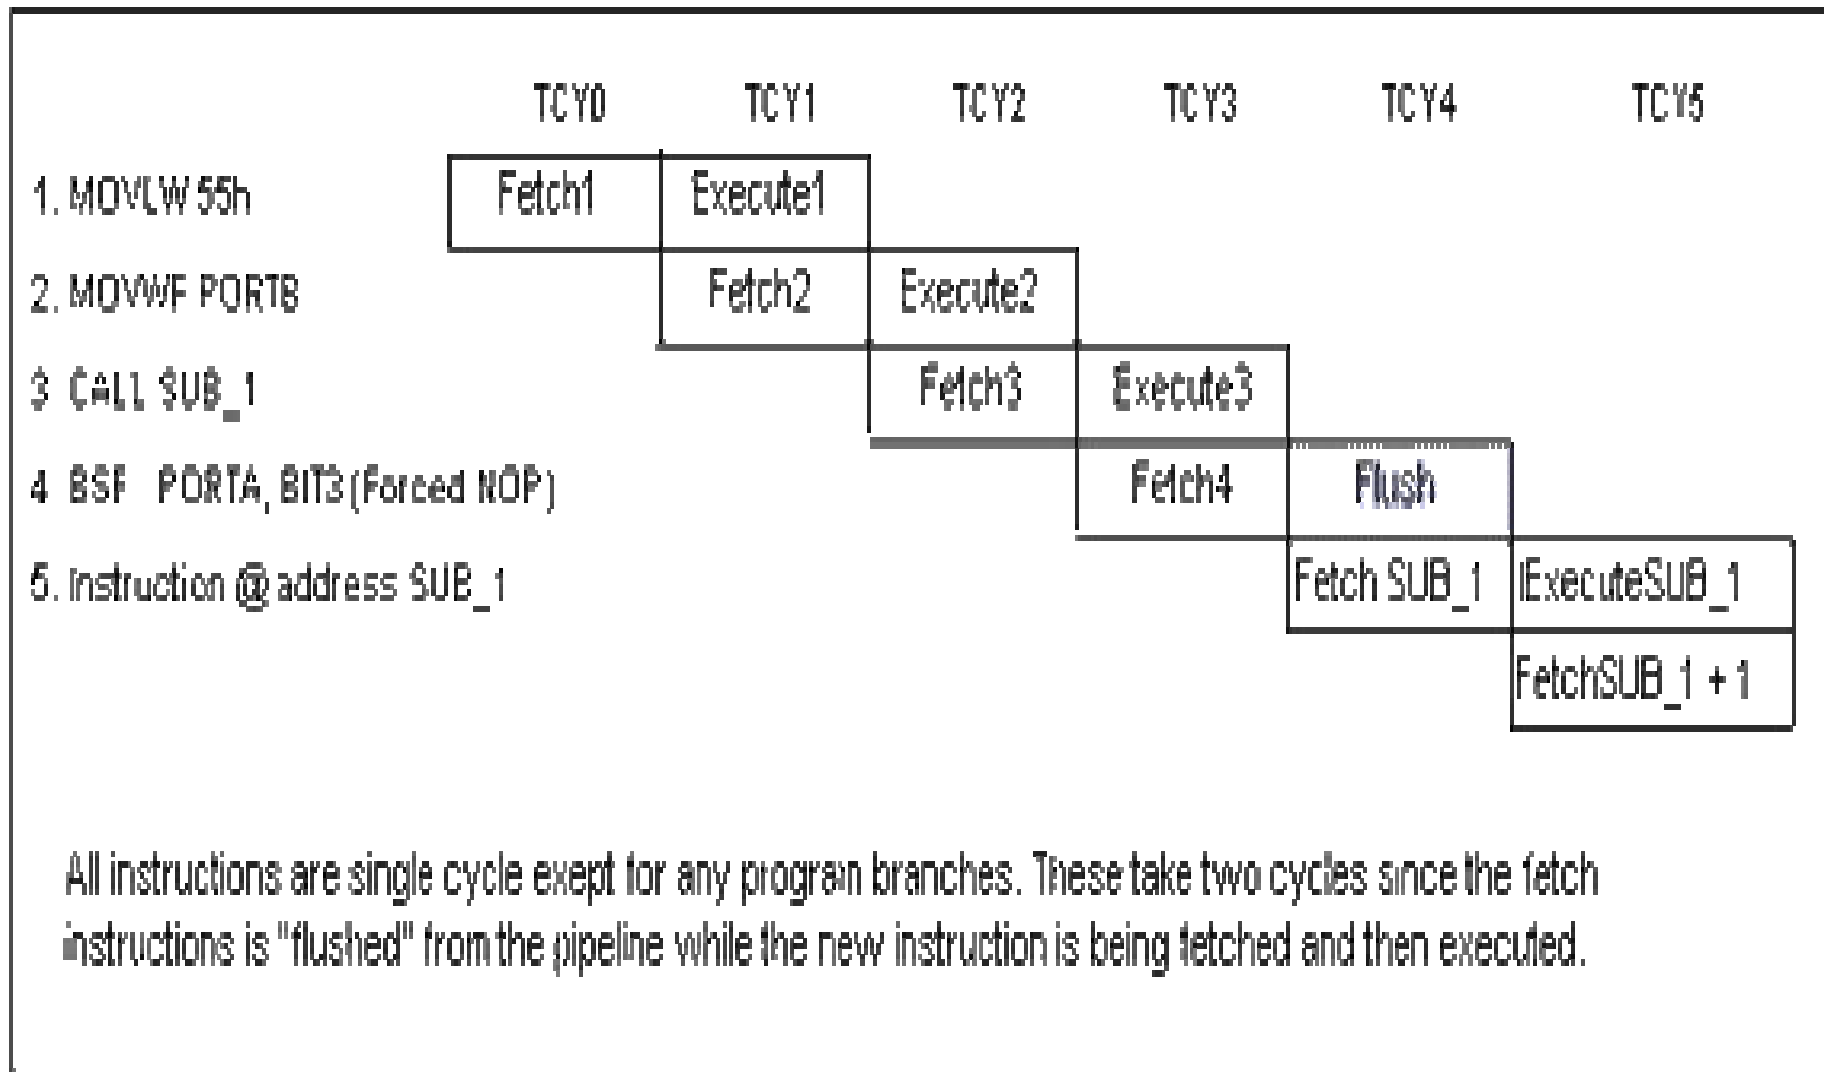 TCY0 TCY1 TCY2 TCY3 TCY4 TCY5
1. MOVLW 55h Fetch1 Execute1
2. MOVWF PORTB Fetch2 Execute2
3 CALL SUB_1 Fetch3 Execute3
4 BSF PORTA, BIT3 (Forced NOP) Fetch4 Flush
5. Instruction @ address SUB_1 Fetch SUB_1 ExecuteSUB_1
FetchSUB_1 + 1
All instructions are single cycle exept for any program branches. These take two cycles since the fetch
instructions is "flushed" from the pipeline while the new instruction is being fetched and then executed.